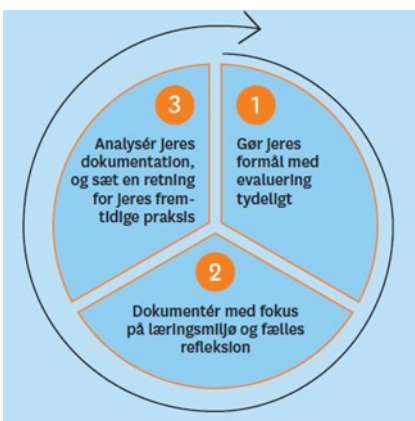 1
Gør jeres
formål med
evaluering
tydeligt
2
Dokumentér med fokus
på læringsmiljø og fælles
refleksion
3
Analysér jeres
dokumentation,
og sæt en retning
for jeres frem-
tidige praksis